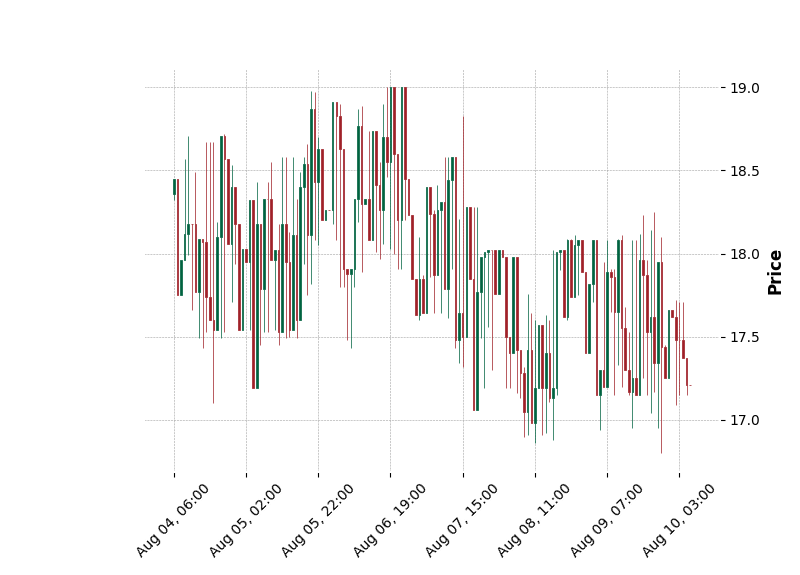 19.0
18.5
18.0
17.5
17.0
Price
Aug 04, 06:00
Aug 05, 02:00
Aug 05, 22:00
Aug 06, 19:00
Aug 07, 15:00
Aug 08, 11:00
Aug 09, 07:00
Aug 10, 03:00